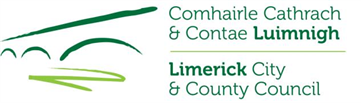 Comhairle Cathrach
& Contae Luimnigh
Limerick City
& County Council